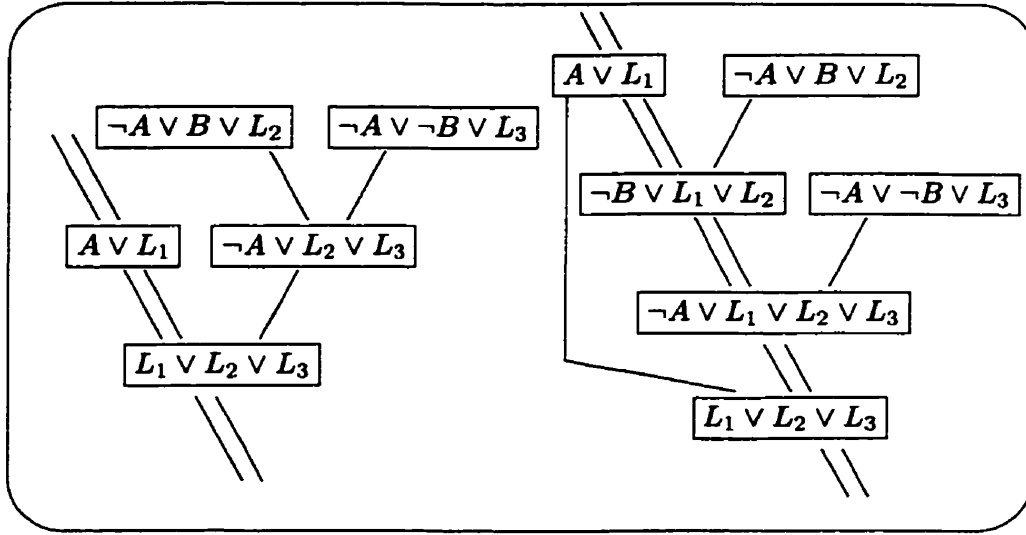 ¬A ∨ B ∨ L₂
¬A ∨ ¬B ∨ L₃
A ∨ L₁
¬A ∨ L₂ ∨ L₃
L₁ ∨ L₂ ∨ L₃
A ∨ L₁
¬A ∨ B ∨ L₂
¬B ∨ L₁ ∨ L₂
¬A ∨ ¬B ∨ L₃
¬A ∨ L₁ ∨ L₂ ∨ L₃
L₁ ∨ L₂ ∨ L₃